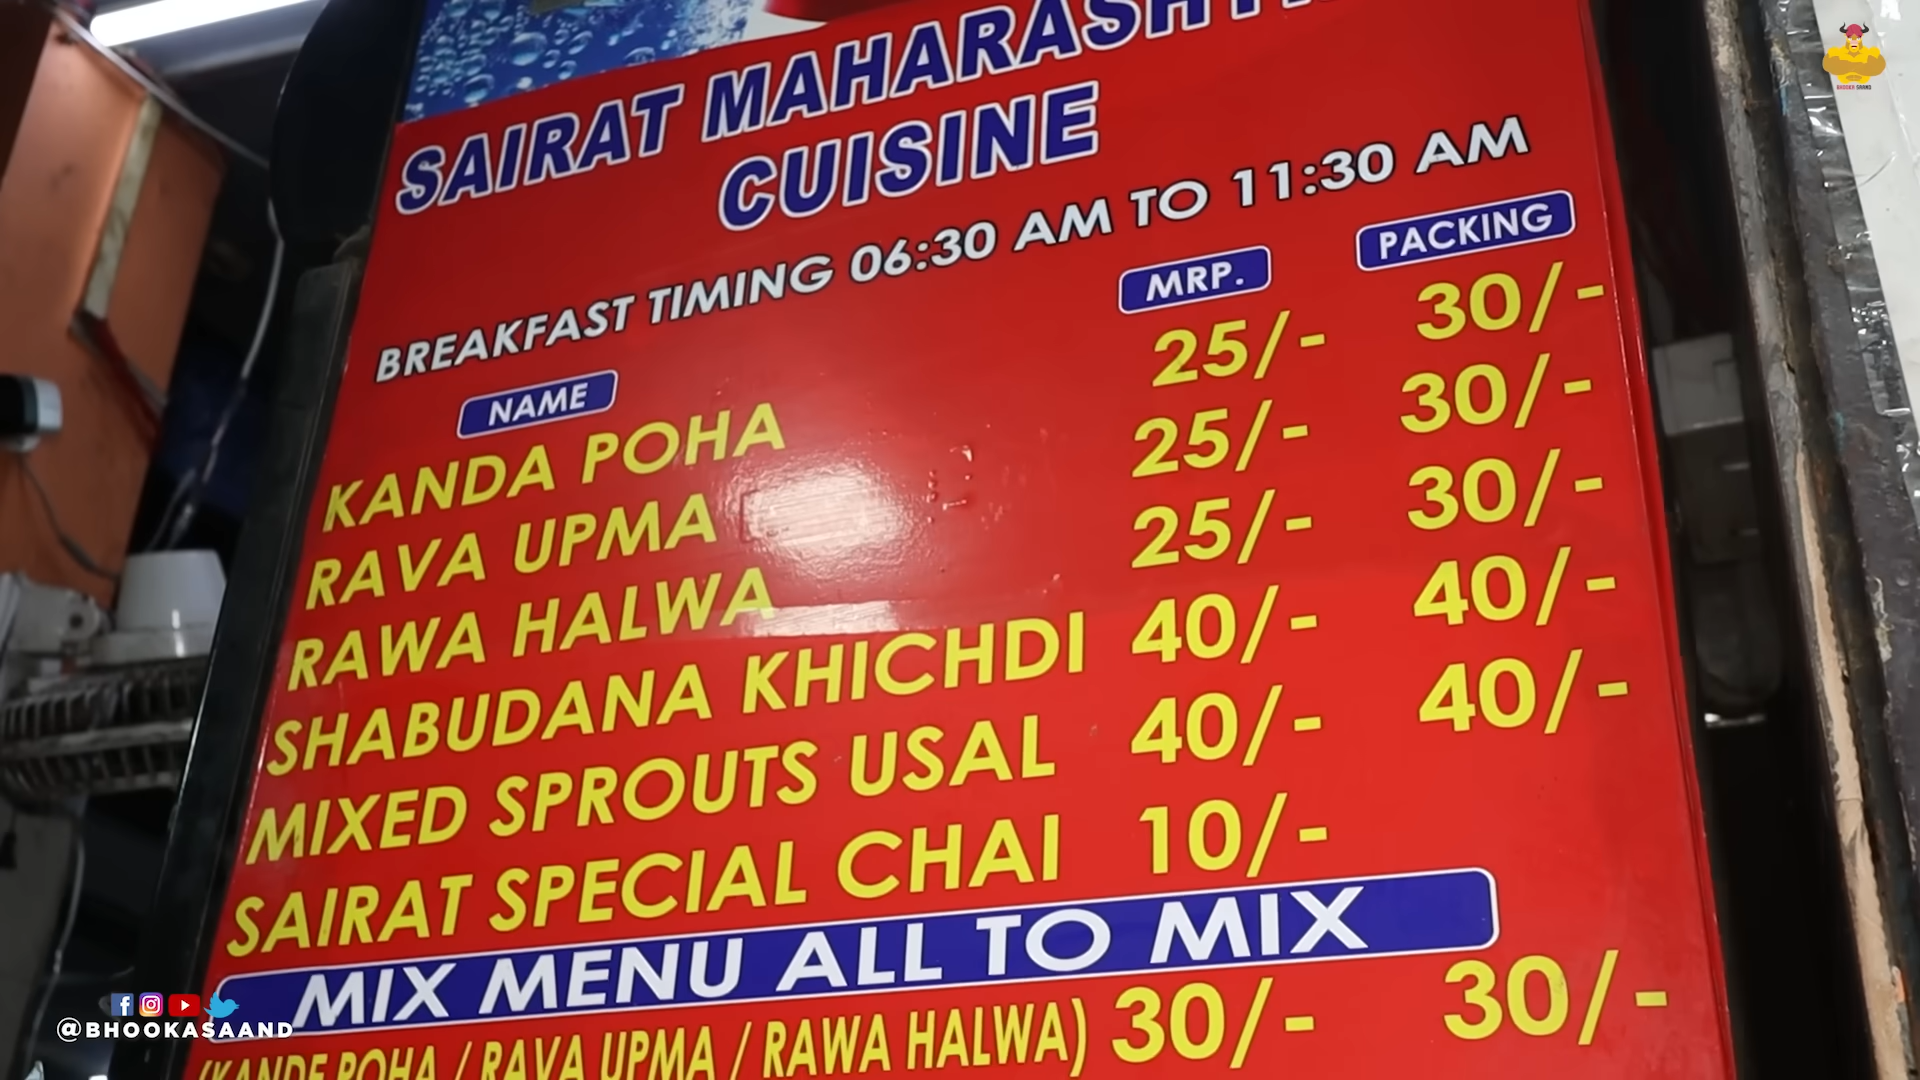 SAIRAT
CUISINE
BREAKFAST TIMING 06:30 AM TO 11:30 AM
NAME MRP. PACKING
KANDA POHA 25/- 30/-
RAVA UPMA 25/- 30/-
RAWA HALWA 25/- 30/-
SHABUDANA KHICHDI 40/- 40/-
MIXED SPROUTS USAL 40/- 40/-
SAIRAT SPECIAL CHAI 10/-
MIX MENU ALL TO MIX
(KANDE POHA / RAVA UPMA / RAWA HALWA) 30/- 30/-
@BHOOKASAAND
BHOOKA SAAND